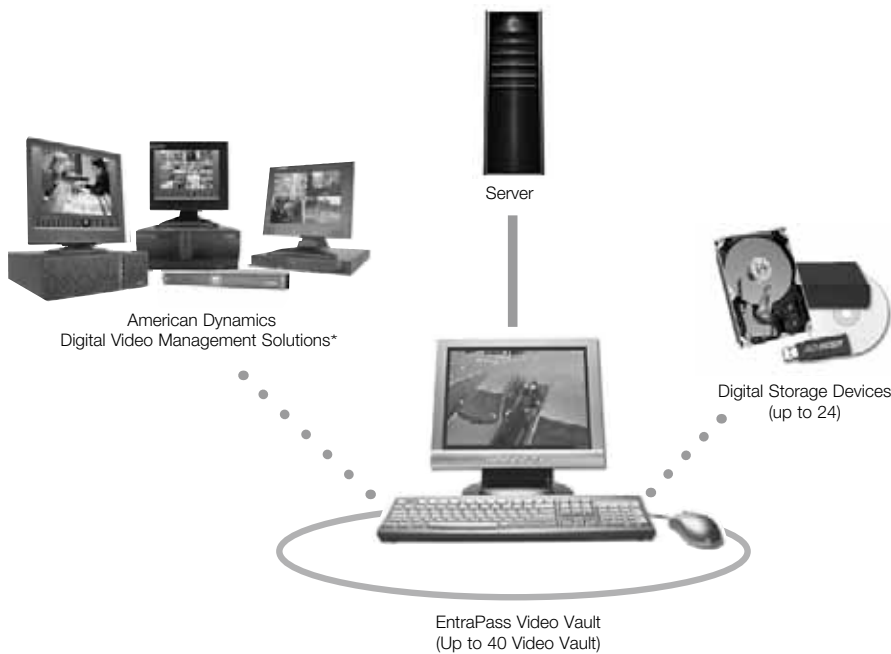 Server
American Dynamics
Digital Video Management Solutions*
Digital Storage Devices
(up to 24)
EntraPass Video Vault
(Up to 40 Video Vault)